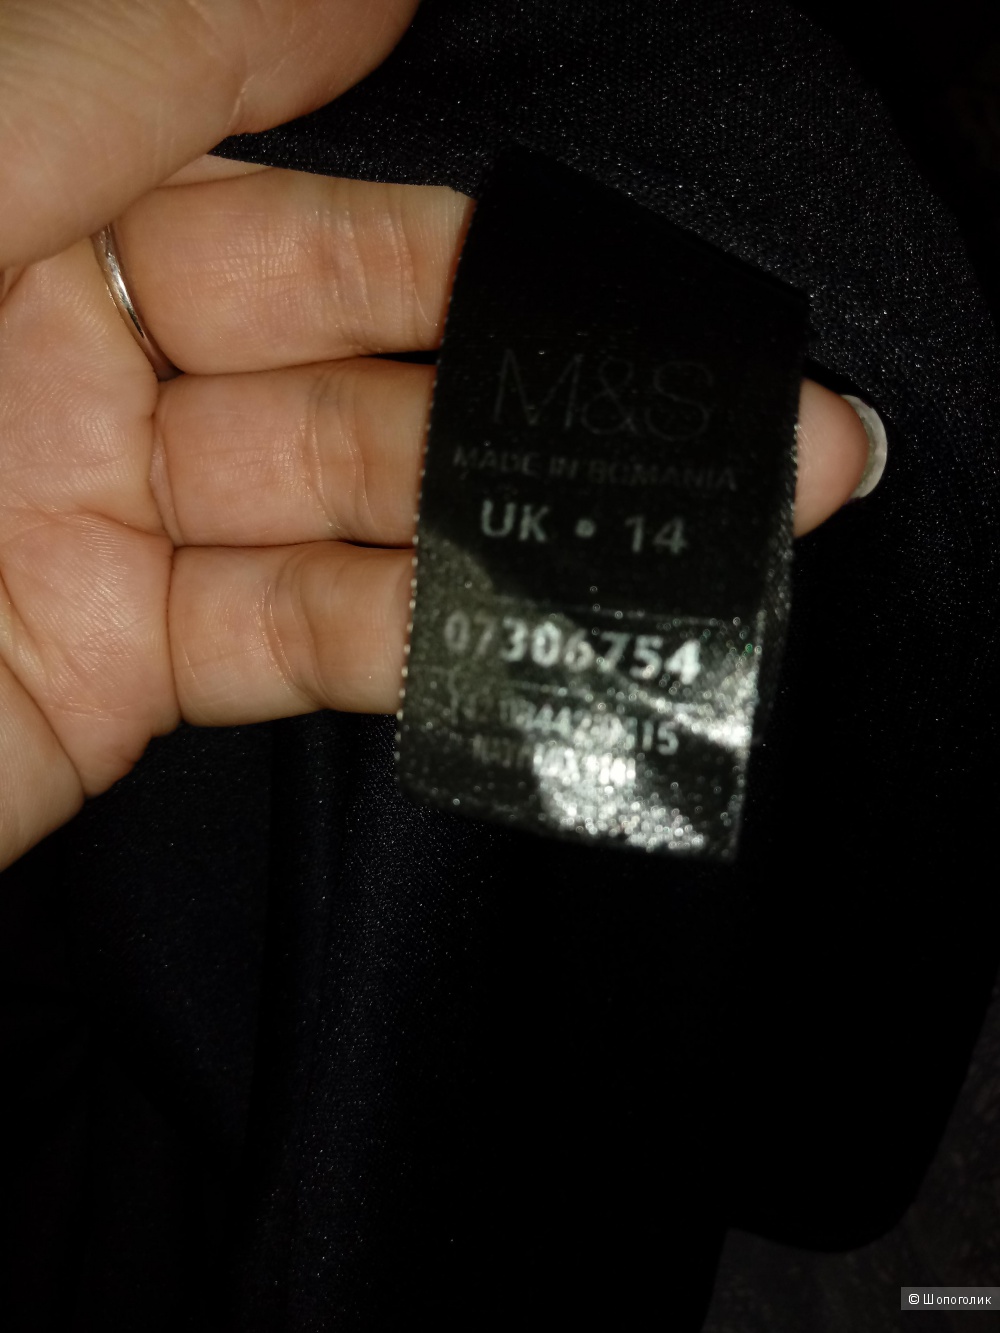 M&S
MADE IN ROMANIA
UK • 14
07306754
© Шопоголик